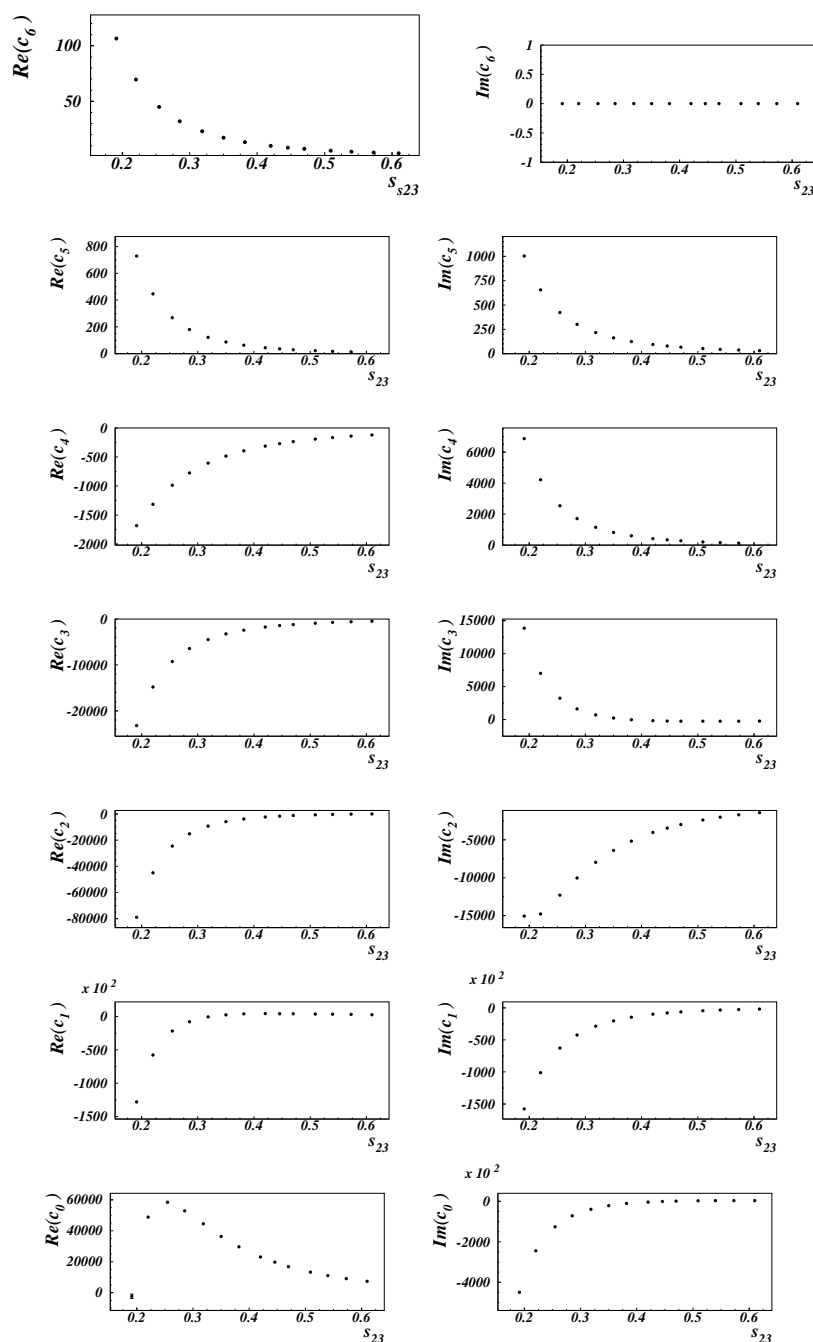 Re(c6)
100
50
0.2 0.3 0.4 0.5 0.6
ss23
Im(c6)
1
0.5
0
-0.5
-1
0.2 0.3 0.4 0.5 0.6
s23
Re(c5)
800
600
400
200
0
0.2 0.3 0.4 0.5 0.6
s23
Im(c5)
1000
750
500
250
0
0.2 0.3 0.4 0.5 0.6
s23
Re(c4)
0
-500
-1000
-1500
-2000
0.2 0.3 0.4 0.5 0.6
s23
Im(c4)
6000
4000
2000
0
0.2 0.3 0.4 0.5 0.6
s23
Re(c3)
0
-10000
-20000
0.2 0.3 0.4 0.5 0.6
s23
Im(c3)
15000
10000
5000
0
0.2 0.3 0.4 0.5 0.6
s23
Re(c2)
0
-20000
-40000
-60000
-80000
0.2 0.3 0.4 0.5 0.6
s23
Im(c2)
-5000
-10000
-15000
0.2 0.3 0.4 0.5 0.6
s23
x 10^2
Re(c1)
0
-500
-1000
-1500
0.2 0.3 0.4 0.5 0.6
s23
x 10^2
Im(c1)
0
-500
-1000
-1500
0.2 0.3 0.4 0.5 0.6
s23
Re(c0)
60000
40000
20000
0
0.2 0.3 0.4 0.5 0.6
s23
x 10^2
Im(c0)
0
-2000
-4000
0.2 0.3 0.4 0.5 0.6
s23